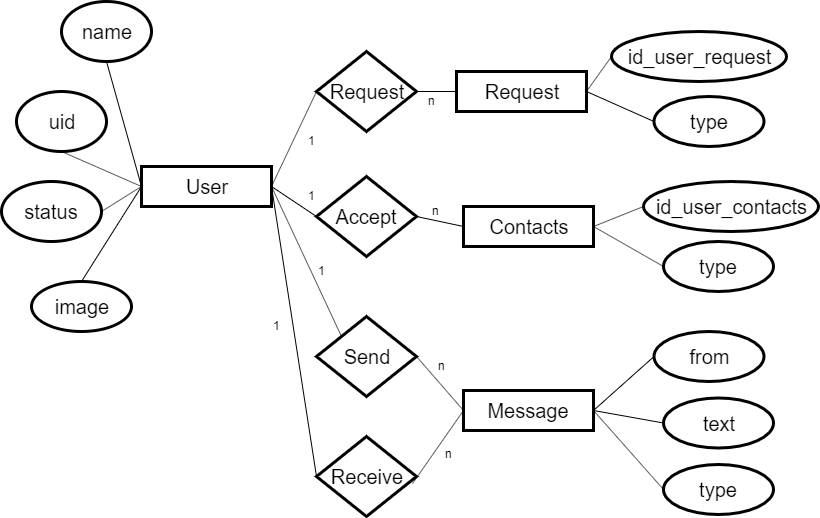 name
uid
status
image
User
1
1
1
1
Request
n
Request
id_user_request
type
Accept
n
Contacts
id_user_contacts
type
Send
n
Receive
n
Message
from
text
type